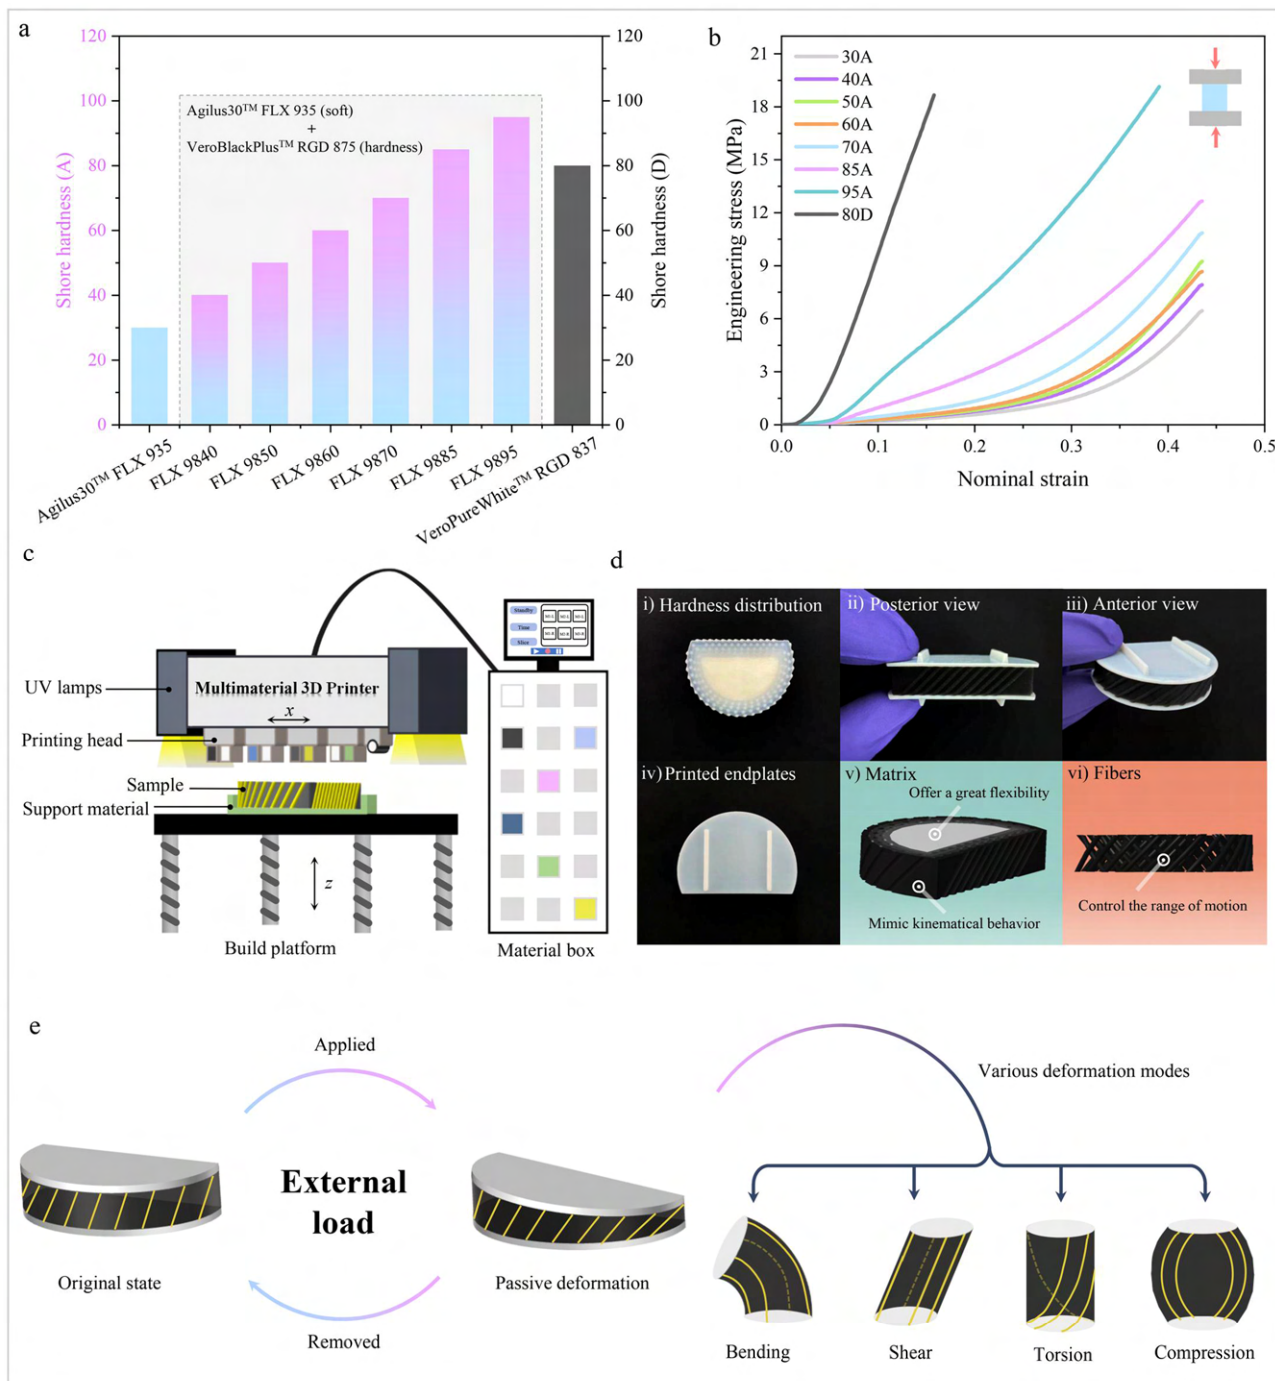 a
120
100
80
60
40
20
0
Shore hardness (A)
Agilus30™ FLX 935 (soft)
+
VeroBlackPlus™ RGD 875 (hardness)
120
100
80
60
40
20
0
Shore hardness (D)
Agilus30™ FLX 935
FLX 9840
FLX 9850
FLX 9860
FLX 9870
FLX 9885
FLX 9895
VeroPureWhite™ RGD 837
b
21
18
15
12
9
6
3
0
Engineering stress (MPa)
30A
40A
50A
60A
70A
85A
95A
80D
0.0
0.1
0.2
0.3
0.4
0.5
Nominal strain
c
UV lamps
Multimaterial 3D Printer
x
Printing head
Sample
Support material
z
Build platform
Standby
Time
Slice
Material box
d
i) Hardness distribution
ii) Posterior view
iii) Anterior view
iv) Printed endplates
v) Matrix
Offer a great flexibility
Mimic kinematical behavior
vi) Fibers
Control the range of motion
e
Applied
External
load
Removed
Original state
Passive deformation
Various deformation modes
Bending
Shear
Torsion
Compression